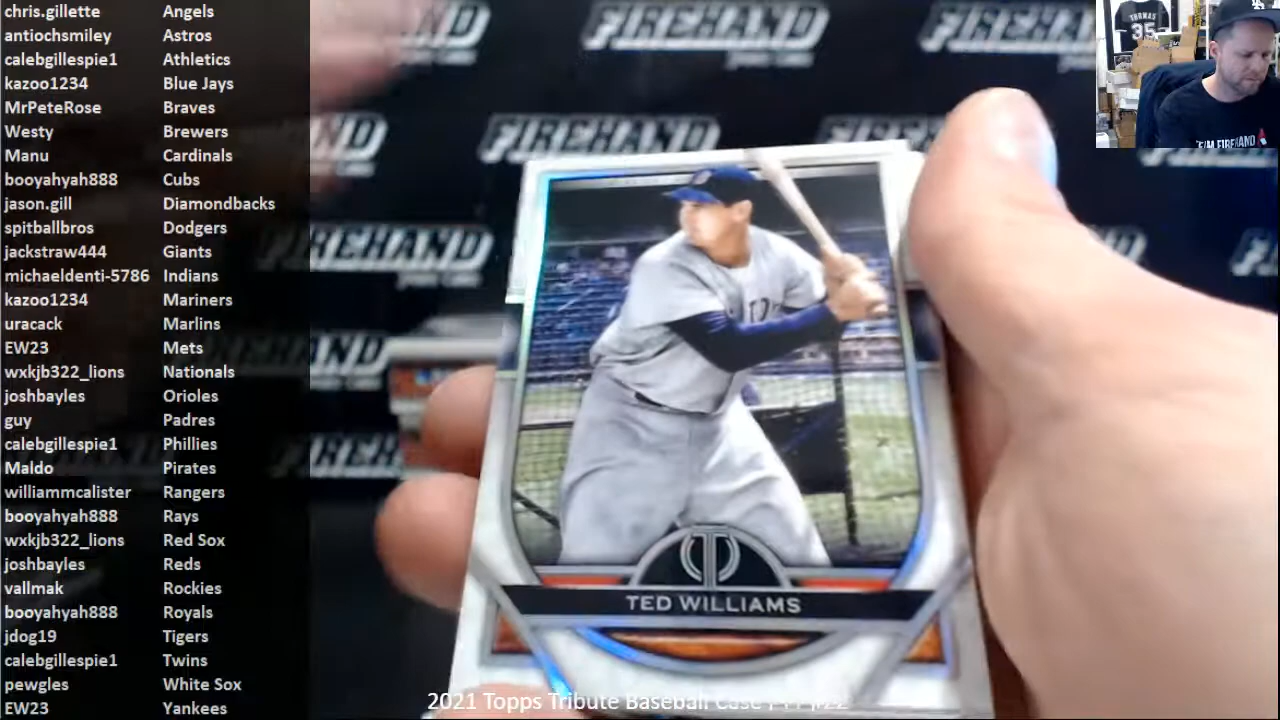 chris.gillette Angels
antiochsmiley Astros
calebgillespie1 Athletics
kazoo1234 Blue Jays
MrPeteRose Braves
Westy Brewers
Manu Cardinals
booyahyah888 Cubs
jason.gill Diamondbacks
spitballbros Dodgers
jackstraw444 Giants
michaeldenti-5786 Indians
kazoo1234 Mariners
uracack Marlins
EW23 Mets
wxkjb322_lions Nationals
joshbayles Orioles
guy Padres
calebgillespie1 Phillies
Maldo Pirates
williammcalister Rangers
booyahyah888 Rays
wxkjb322_lions Red Sox
joshbayles Reds
vallmak Rockies
booyahyah888 Royals
jdog19 Tigers
calebgillespie1 Twins
pewgles White Sox
EW23 Yankees
FIREHAND
FIREHAND
FIREHAND
FIREHAND
THOMAS
35
FIREHAND
TED WILLIAMS
2021 Topps Tribute Baseball Case